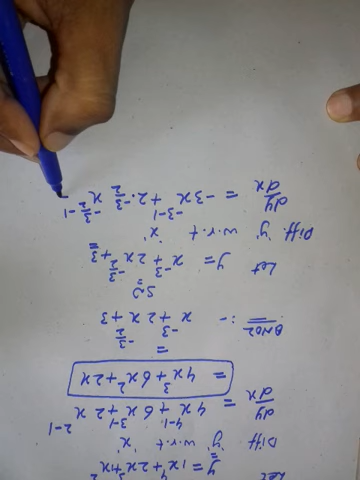 Let y = x⁴ + 2x³ + x²
Diff 'y' w.r.t 'x'
dy/dx = 4x⁴⁻¹ + 6x³⁻¹ + 2x²⁻¹
= 4x³ + 6x² + 2x
QNO2 :- x^-3 + 2x^-3/2 + 3
Let y = x^-3 + 2x^-3/2 + 3
Diff. 'y' w.r.t 'x'
dy/dx = -3x^-3-1 + 2·-3/2 x^-3/2-1